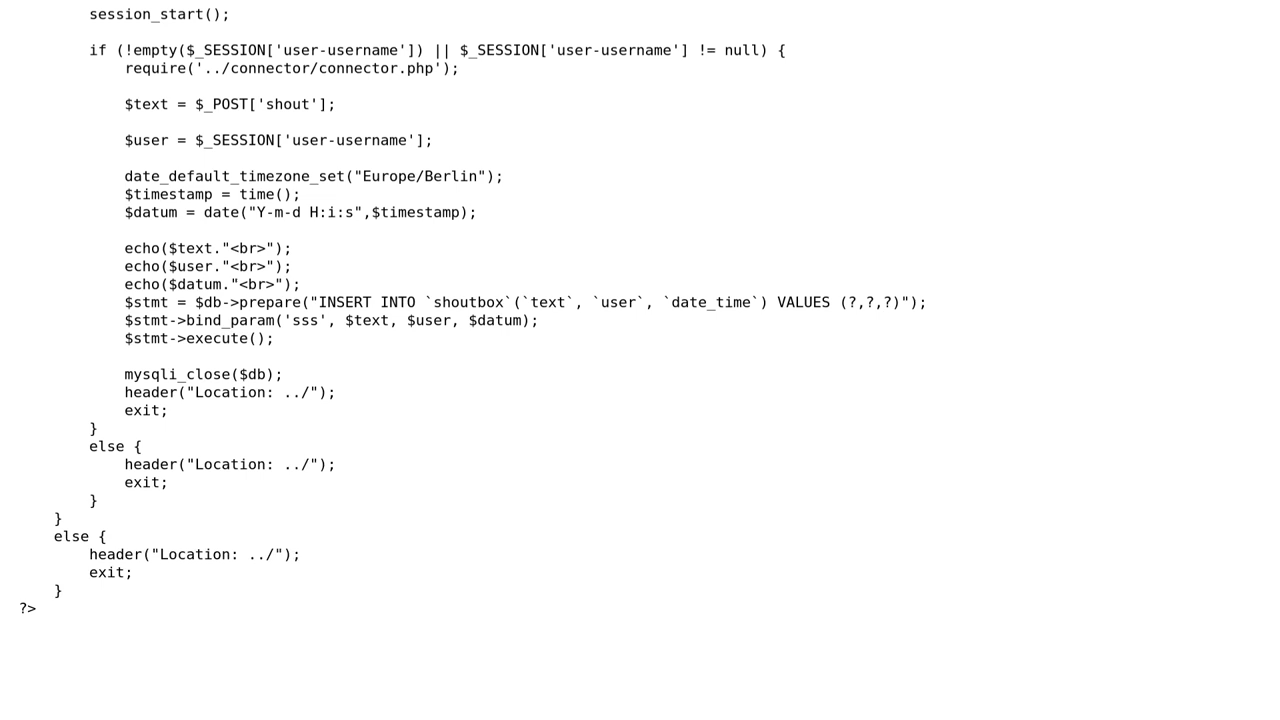 session_start();
if (!empty($_SESSION['user-username']) || $_SESSION['user-username'] != null) {
require('../connector/connector.php');
$text = $_POST['shout'];
$user = $_SESSION['user-username'];
date_default_timezone_set("Europe/Berlin");
$timestamp = time();
$datum = date("Y-m-d H:i:s",$timestamp);
echo($text."<br>");
echo($user."<br>");
echo($datum."<br>");
$stmt = $db->prepare("INSERT INTO `shoutbox`(`text`, `user`, `date_time`) VALUES (?,?,?)");
$stmt->bind_param('sss', $text, $user, $datum);
$stmt->execute();
mysqli_close($db);
header("Location: ../");
exit;
}
else {
header("Location: ../");
exit;
}
}
else {
header("Location: ../");
exit;
}
?>